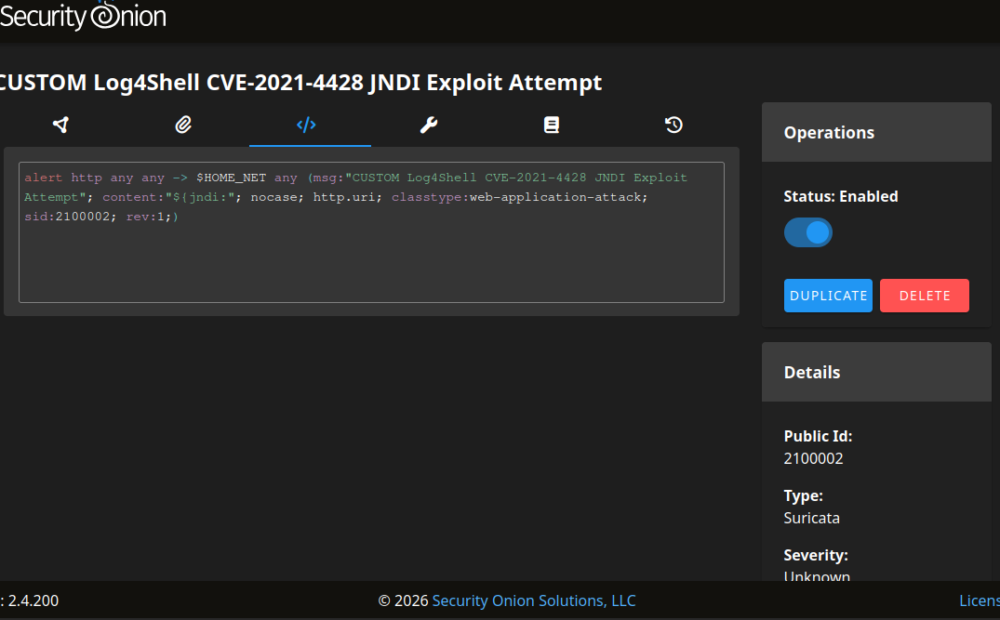 Security Onion
CUSTOM Log4Shell CVE-2021-4428 JNDI Exploit Attempt
</>
alert http any any -> $HOME_NET any (msg:"CUSTOM Log4Shell CVE-2021-4428 JNDI Exploit
Attempt"; content:"${jndi:"; nocase; http.uri; classtype:web-application-attack;
sid:2100002; rev:1;)
Operations
Status: Enabled
DUPLICATE
DELETE
Details
Public Id:
2100002
Type:
Suricata
Severity:
Unknown
: 2.4.200
© 2026 Security Onion Solutions, LLC
Licens